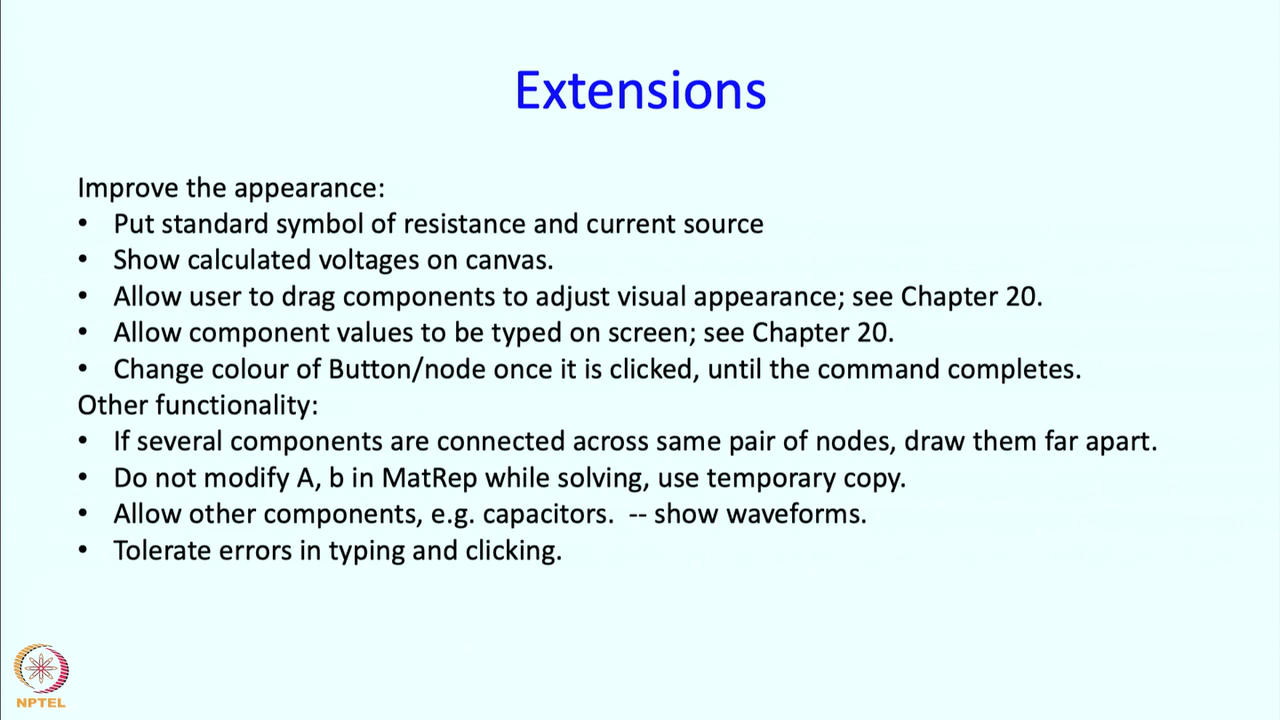 Extensions
Improve the appearance:
• Put standard symbol of resistance and current source
• Show calculated voltages on canvas.
• Allow user to drag components to adjust visual appearance; see Chapter 20.
• Allow component values to be typed on screen; see Chapter 20.
• Change colour of Button/node once it is clicked, until the command completes.
Other functionality:
• If several components are connected across same pair of nodes, draw them far apart.
• Do not modify A, b in MatRep while solving, use temporary copy.
• Allow other components, e.g. capacitors. -- show waveforms.
• Tolerate errors in typing and clicking.
NPTEL